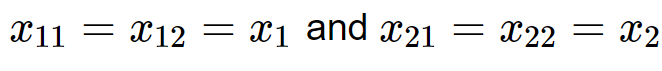 x₁₁ = x₁₂ = x₁ and x₂₁ = x₂₂ = x₂